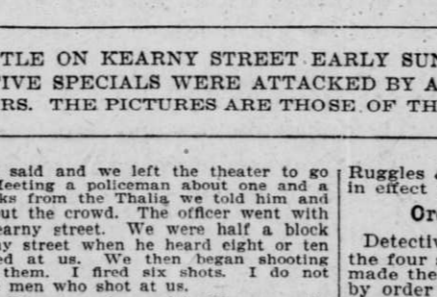 TLE ON KEARNY STREET EARLY SUN
TIVE SPECIALS WERE ATTACKED BY A
RS. THE PICTURES ARE THOSE OF TH
said and we left the theater to go
Meeting a policeman about one and a
ks from the Thalia we told him and
ut the crowd. The officer went with
earny street. We were half a block
ny street when he heard eight or ten
ed at us. We then began shooting
them. I fired six shots. I do not
men who shot at us.
Ruggles
in effect
Or
Detectiv
the four
made the
by order